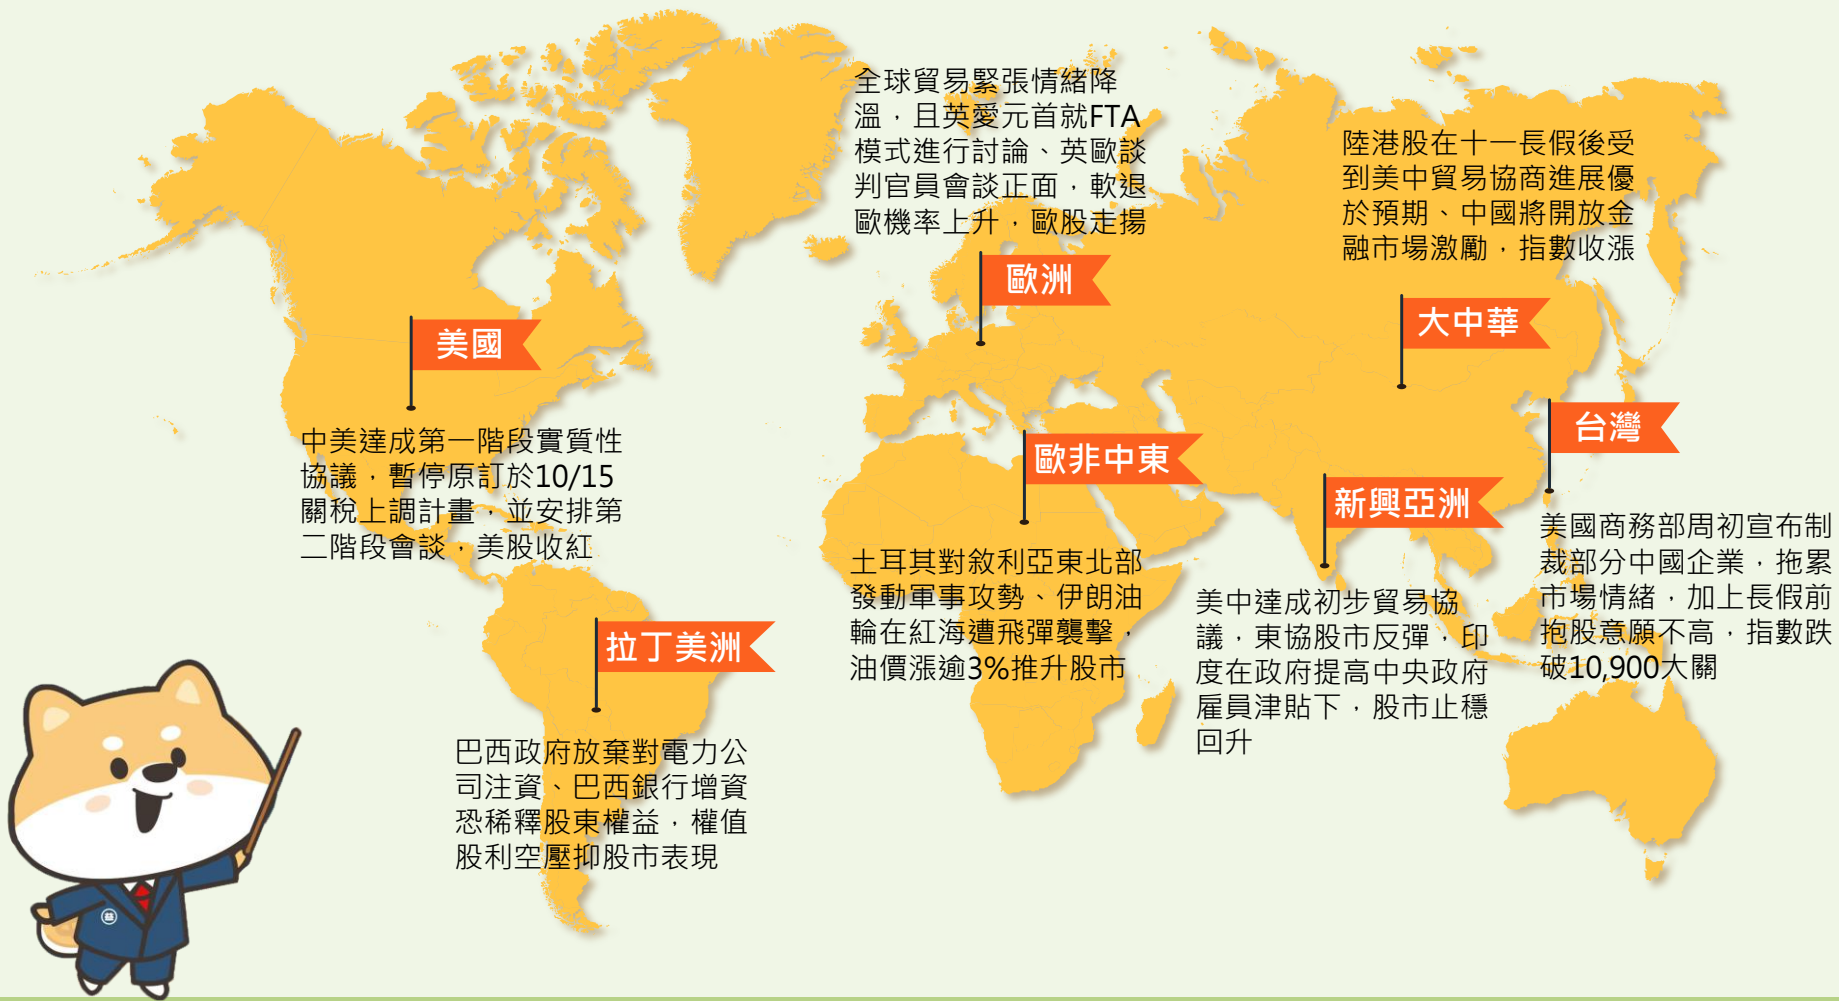 全球貿易緊張情緒降
溫，且英愛元首就FTA
模式進行討論、英歐談
判官員會談正面，軟退
歐機率上升，歐股走揚
歐洲
陸港股在十一長假後受
到美中貿易協商進展優
於預期、中國將開放金
融市場激勵，指數收漲
大中華
美國
中美達成第一階段實質性
協議，暫停原訂於10/15
關稅上調計畫，並安排第
二階段會談，美股收紅
歐非中東
土耳其對敘利亞東北部
發動軍事攻勢、伊朗油
輪在紅海遭飛彈襲擊，
油價漲逾3%推升股市
新興亞洲
美中達成初步貿易協
議，東協股市反彈，印
度在政府提高中央政府
雇員津貼下，股市止穩
回升
台灣
美國商務部周初宣布制
裁部分中國企業，拖累
市場情緒，加上長假前
抱股意願不高，指數跌
破10,900大關
拉丁美洲
巴西政府放棄對電力公
司注資、巴西銀行增資
恐稀釋股東權益，權值
股利空壓抑股市表現